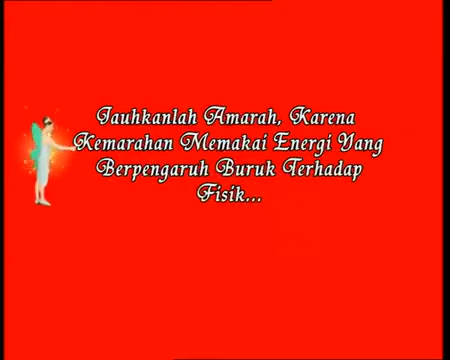 Jauhkanlah Amarah, Karena
Kemarahan Memakai Energi Yang
Berpengaruh Buruk Terhadap
Fisik...